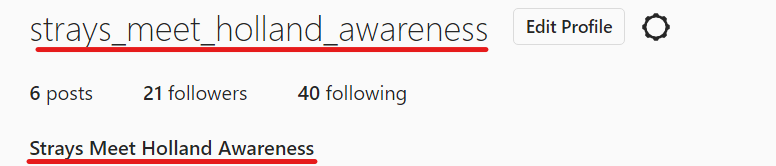 strays_meet_holland_awareness Edit Profile
6 posts 21 followers 40 following
Strays Meet Holland Awareness